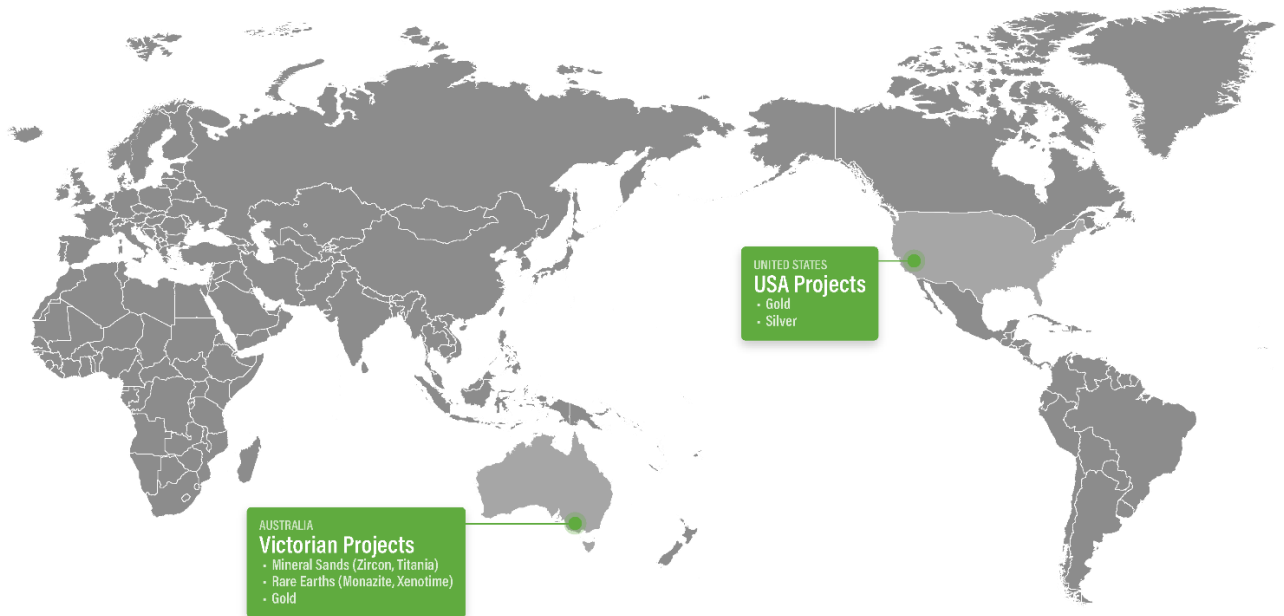 UNITED STATES
USA Projects
• Gold
• Silver
AUSTRALIA
Victorian Projects
• Mineral Sands (Zircon, Titania)
• Rare Earths (Monazite, Xenotime)
• Gold